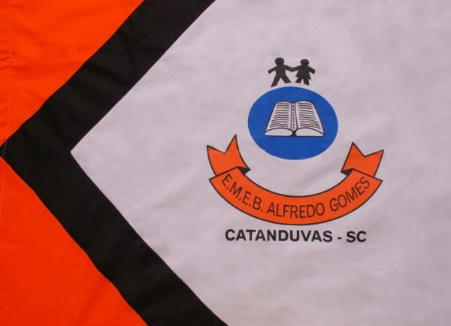 E.M.E.B. ALFREDO GOMES
CATANDUVAS - SC